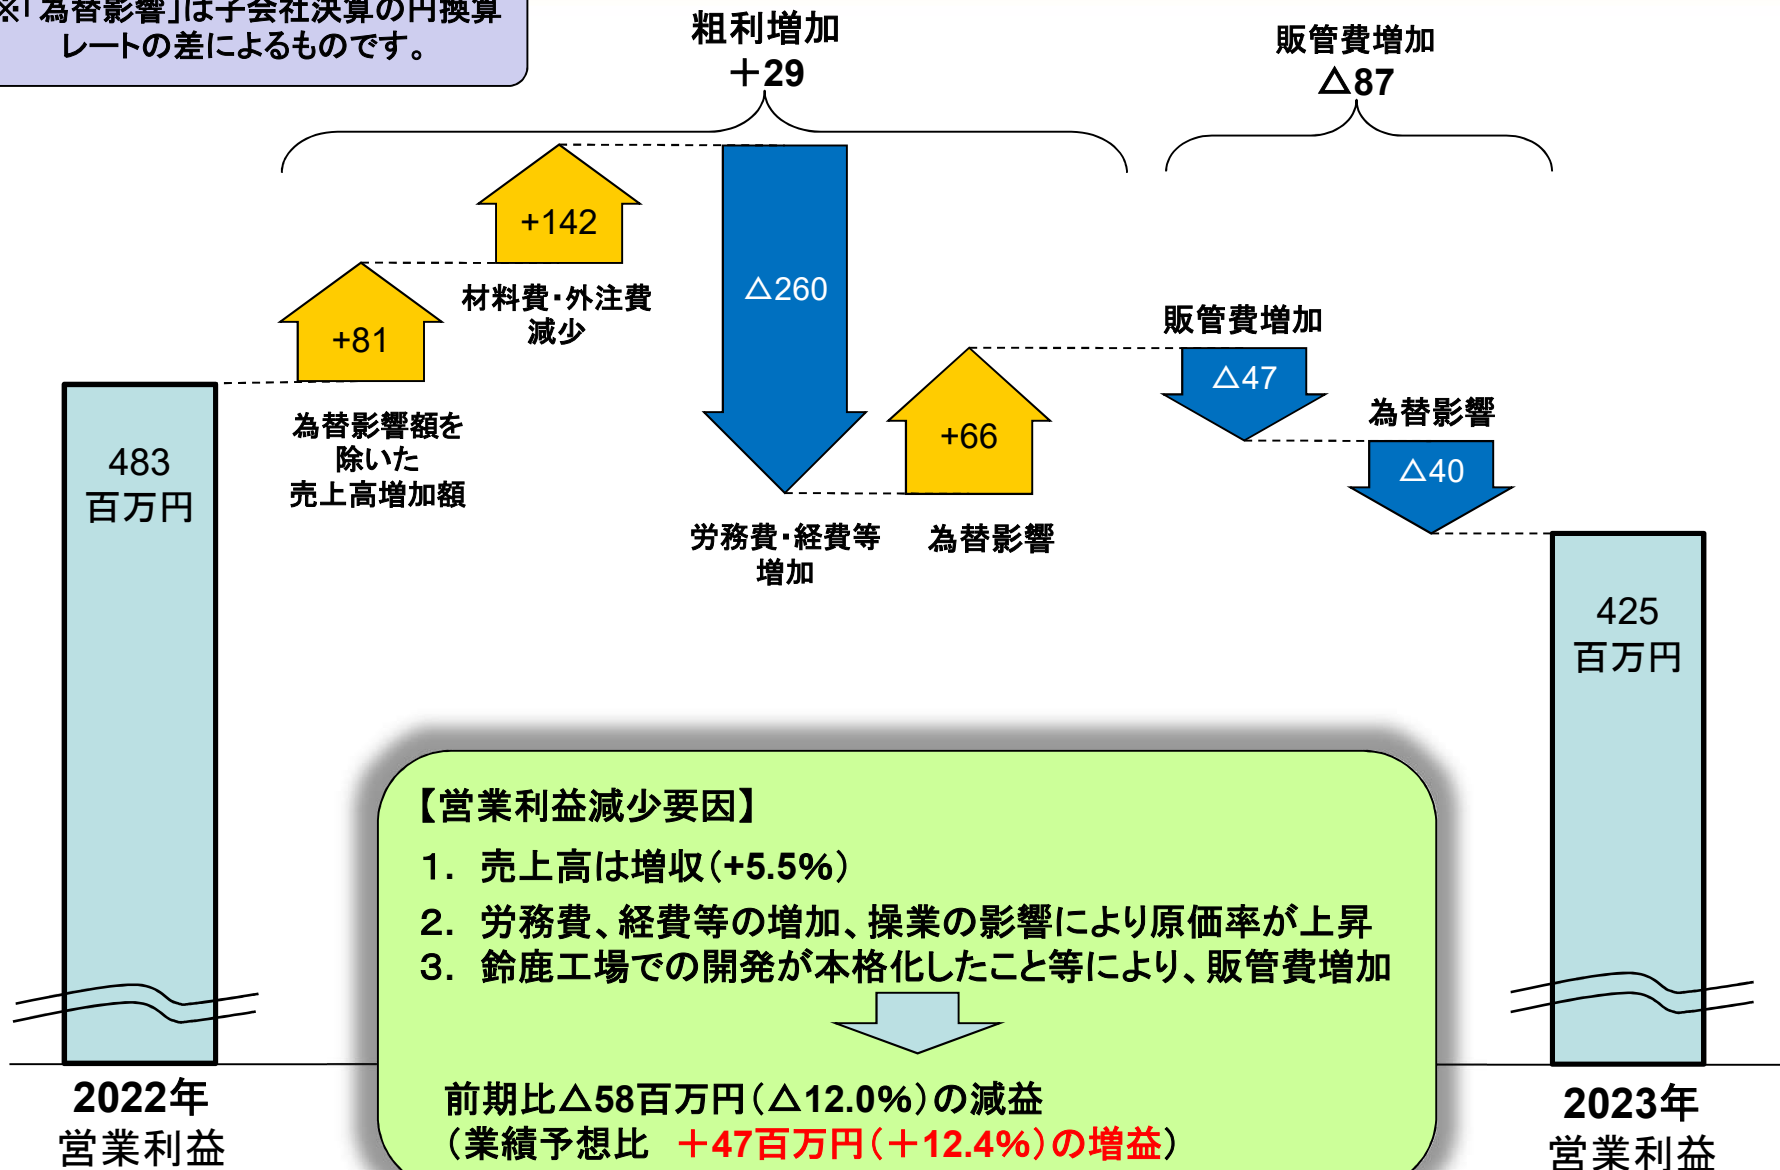 ※「為替影響」は子会社決算の円換算
レートの差によるものです。
粗利増加
＋29
販管費増加
△87
+142
材料費・外注費
減少
△260
+81
為替影響額を
除いた
売上高増加額
販管費増加
△47
為替影響
△40
+66
労務費・経費等
増加
為替影響
483
百万円
425
百万円
【営業利益減少要因】
1. 売上高は増収（+5.5%）
2. 労務費、経費等の増加、操業の影響により原価率が上昇
3. 鈴鹿工場での開発が本格化したこと等により、販管費増加
前期比△58百万円（△12.0%）の減益
（業績予想比　＋47百万円（＋12.4%）の増益）
2022年
営業利益
2023年
営業利益